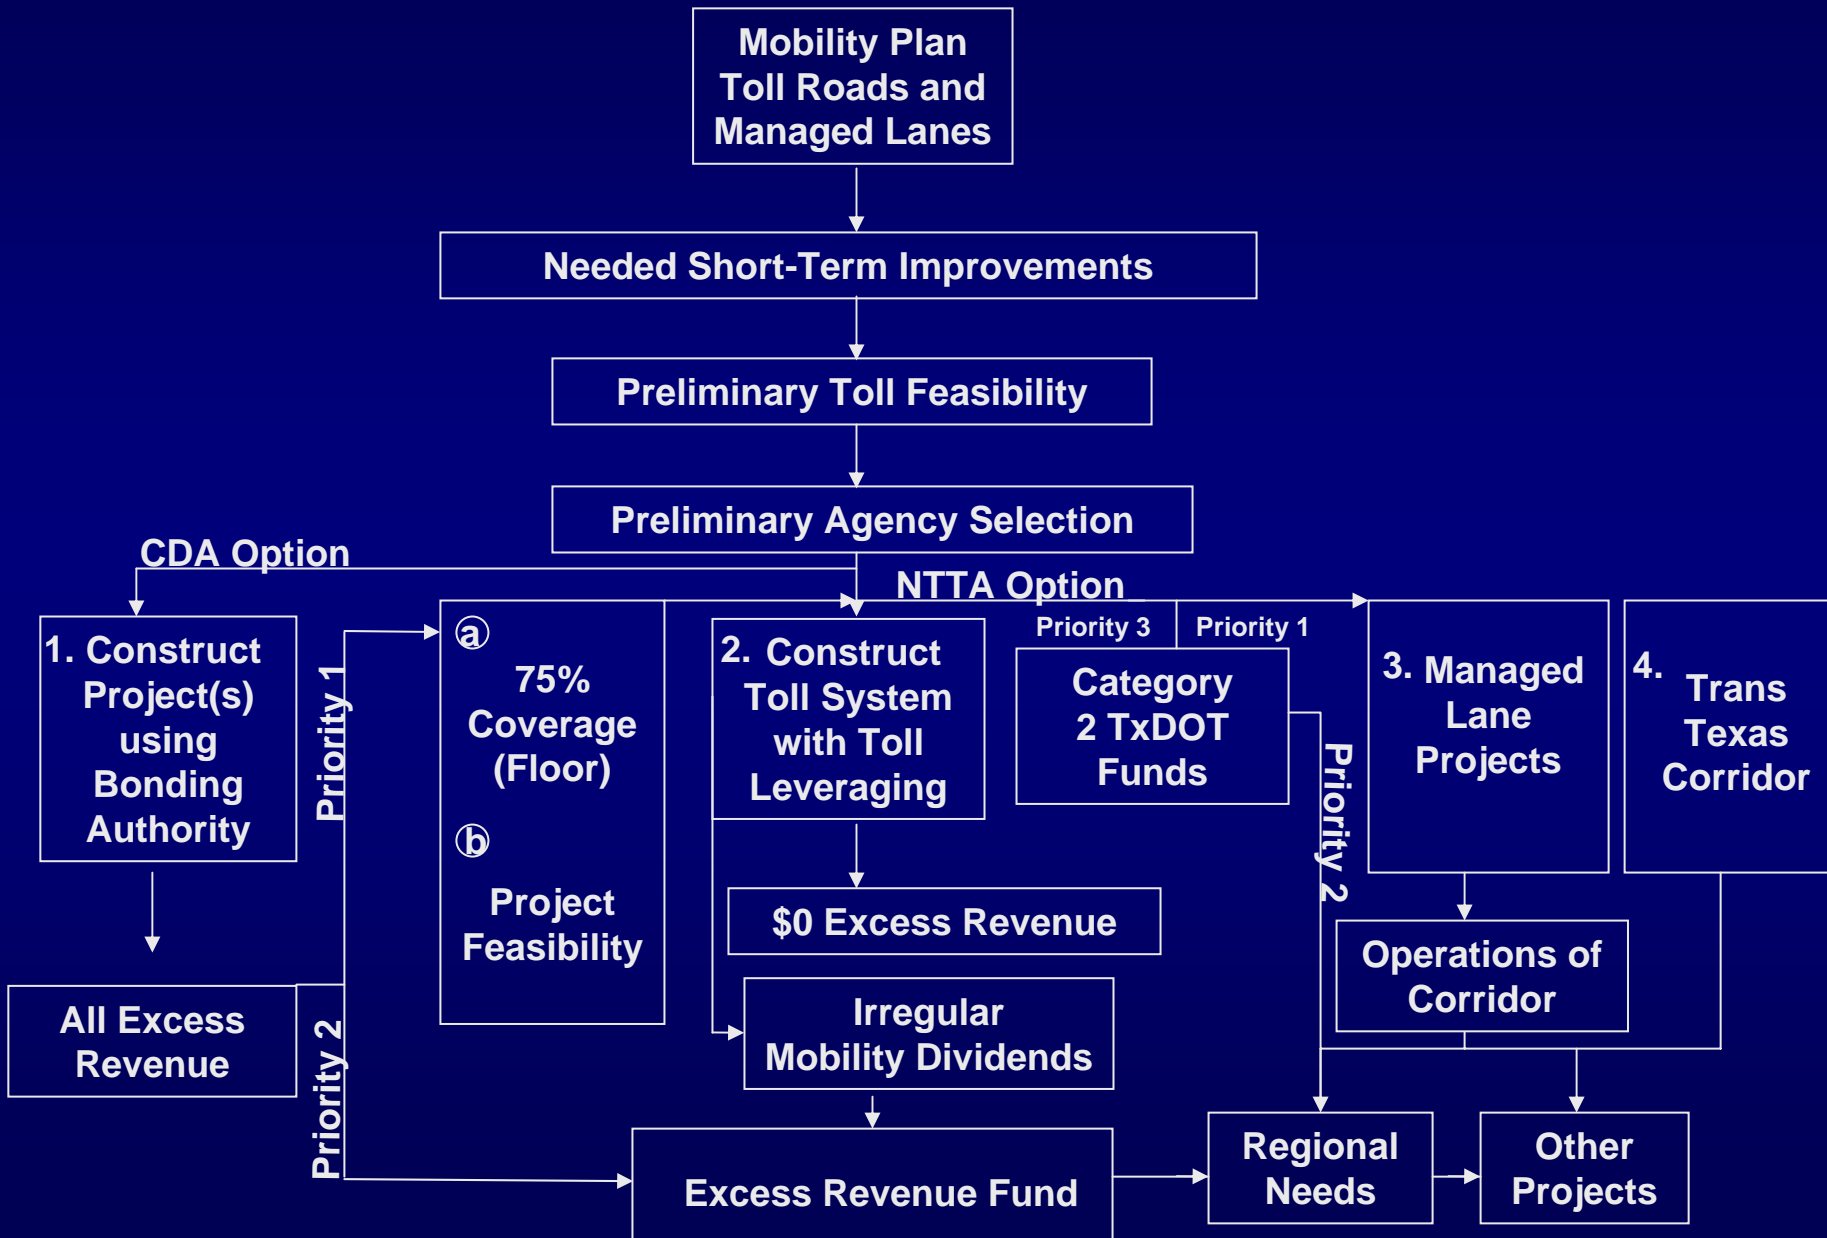 Mobility Plan
Toll Roads and
Managed Lanes
Needed Short-Term Improvements
Preliminary Toll Feasibility
Preliminary Agency Selection
CDA Option
NTTA Option
1. Construct
Project(s)
using
Bonding
Authority
Priority 1
a
75%
Coverage
(Floor)
b
Project
Feasibility
2. Construct
Toll System
with Toll
Leveraging
Priority 3
Priority 1
Category
2 TxDOT
Funds
Priority 2
3. Managed
Lane
Projects
4. Trans
Texas
Corridor
$0 Excess Revenue
Operations of
Corridor
All Excess
Revenue
Priority 2
Irregular
Mobility Dividends
Excess Revenue Fund
Regional
Needs
Other
Projects